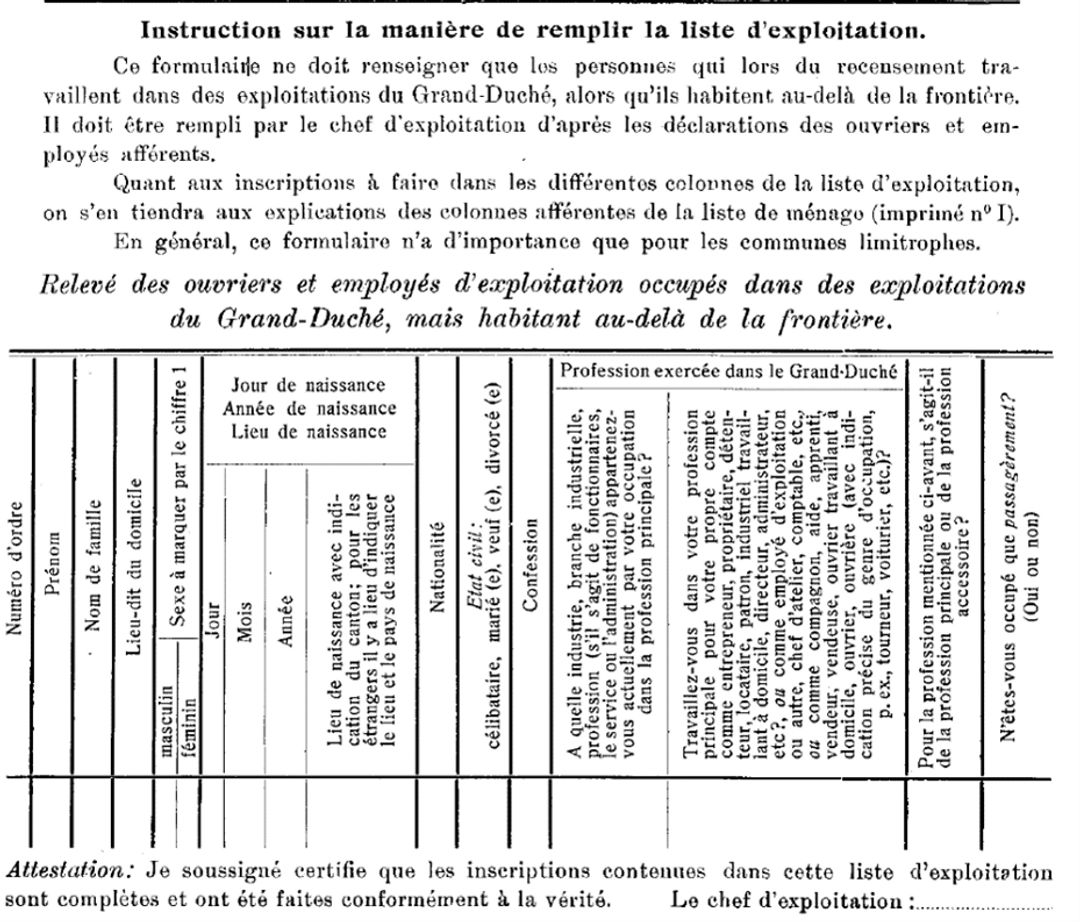 Instruction sur la manière de remplir la liste d'exploitation.
Ce formulaire ne doit renseigner que les personnes qui lors du recensement tra-
vaillent dans des exploitations du Grand-Duché, alors qu'ils habitent au-delà de la frontière.
Il doit être rempli par le chef d'exploitation d'après les déclarations des ouvriers et em-
ployés afférents.
Quant aux inscriptions à faire dans les différentes colonnes de la liste d'exploitation,
on s'en tiendra aux explications des colonnes afférentes de la liste de ménage (imprimé nº I).
En général, ce formulaire n'a d'importance que pour les communes limitrophes.
Relevé des ouvriers et employés d'exploitation occupés dans des exploitations
du Grand-Duché, mais habitant au-delà de la frontière.
Numéro d'ordre
Prénom
Nom de famille
Lieu-dit du domicile
Sexe à marquer par le chiffre 1
masculin
féminin
Jour de naissance
Année de naissance
Lieu de naissance
Jour
Mois
Année
Lieu de naissance avec indi-
cation du canton; pour les
étrangers il y a lieu d'indiquer
le lieu et le pays de naissance
Nationalité
Etat civil:
célibataire, marié (e), veuf (e), divorcé (e)
Confession
Profession exercée dans le Grand-Duché
A quelle industrie, branche industrielle,
profession (s'il s'agit de fonctionnaires,
le service ou l'administration) appartenez-
vous actuellement par votre occupation
dans la profession principale?
Travaillez-vous dans votre profession
principale pour votre propre compte
comme entrepreneur, propriétaire, déten-
teur, locataire, patron, industriel travail-
lant à domicile, directeur, administrateur,
etc?, ou comme employé d'exploitation
ou autre, chef d'atelier, comptable, etc.,
ou comme compagnon, aide, apprenti,
vendeur, vendeuse, ouvrier travaillant à
domicile, ouvrier, ouvrière (avec indi-
cation précise du genre d'occupation,
p. ex., tourneur, voiturier, etc.)?
Pour la profession mentionnée ci-avant, s'agit-il
de la profession principale ou de la profession
accessoire?
N'êtes-vous occupé que passagèrement?
(Oui ou non)
Attestation: Je soussigné certifie que les inscriptions contenues dans cette liste d'exploitation
sont complètes et ont été faites conformément à la vérité. Le chef d'exploitation :....................